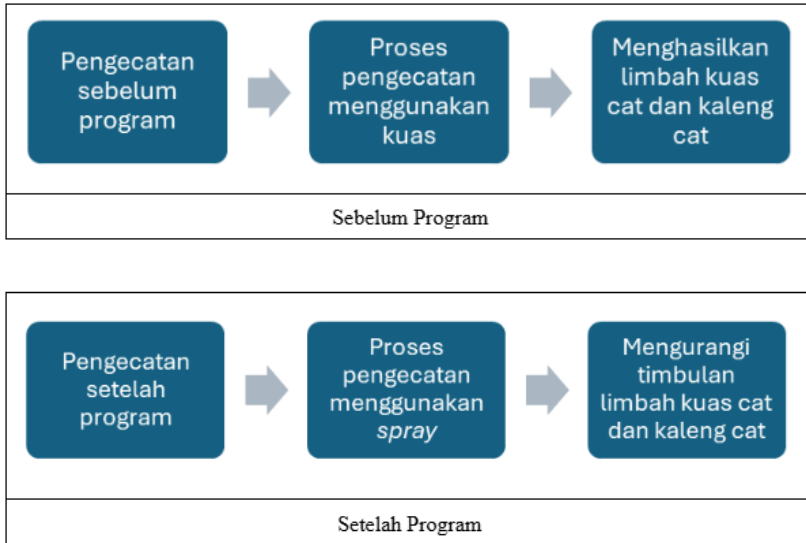 Pengecatan
sebelum
program
Proses
pengecatan
menggunakan
kuas
Menghasilkan
limbah kuas
cat dan kaleng
cat
Sebelum Program
Pengecatan
setelah
program
Proses
pengecatan
menggunakan
spray
Mengurangi
timbulan
limbah kuas cat
dan kaleng cat
Setelah Program